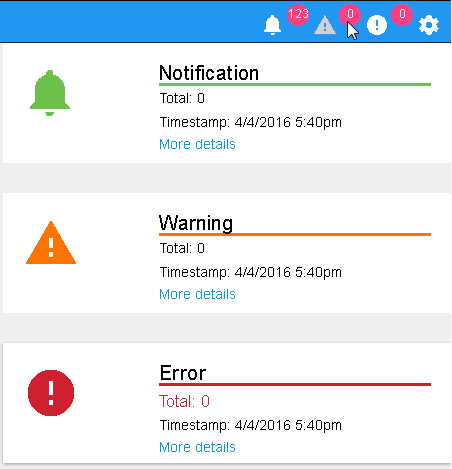 123 0 0
Notification
Total: 0
Timestamp: 4/4/2016 5:40pm
More details
Warning
Total: 0
Timestamp: 4/4/2016 5:40pm
More details
Error
Total: 0
Timestamp: 4/4/2016 5:40pm
More details